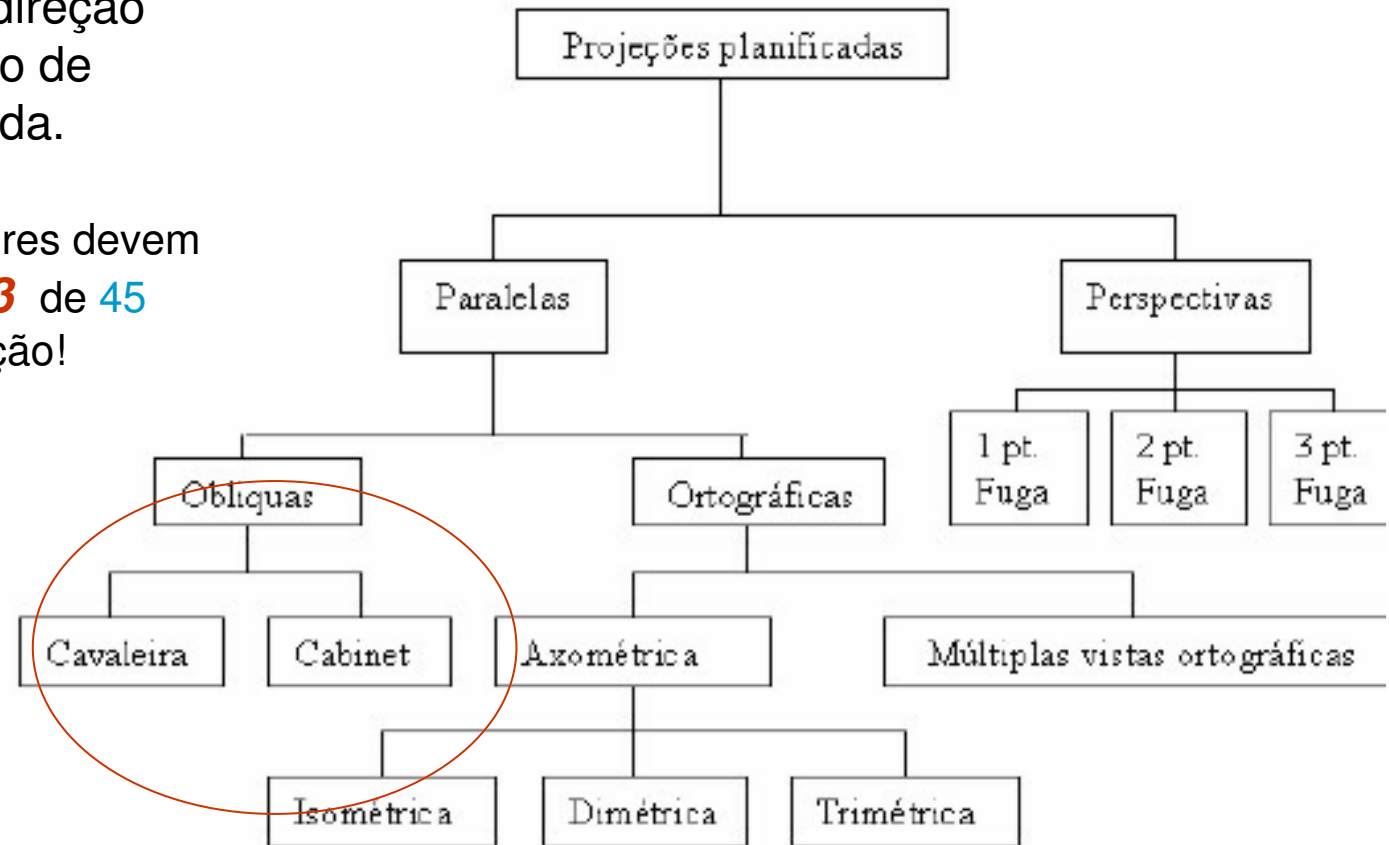 direção
o de
da.
res devem
3 de 45
ção!
Projeções planificadas
Paralelas
Perspectivas
1 pt.
Fuga
2 pt.
Fuga
3 pt.
Fuga
Obliquas
Ortográficas
Cavaleira
Cabinet
Axométrica
Múltiplas vistas ortográficas
Isométrica
Dimétrica
Trimétrica